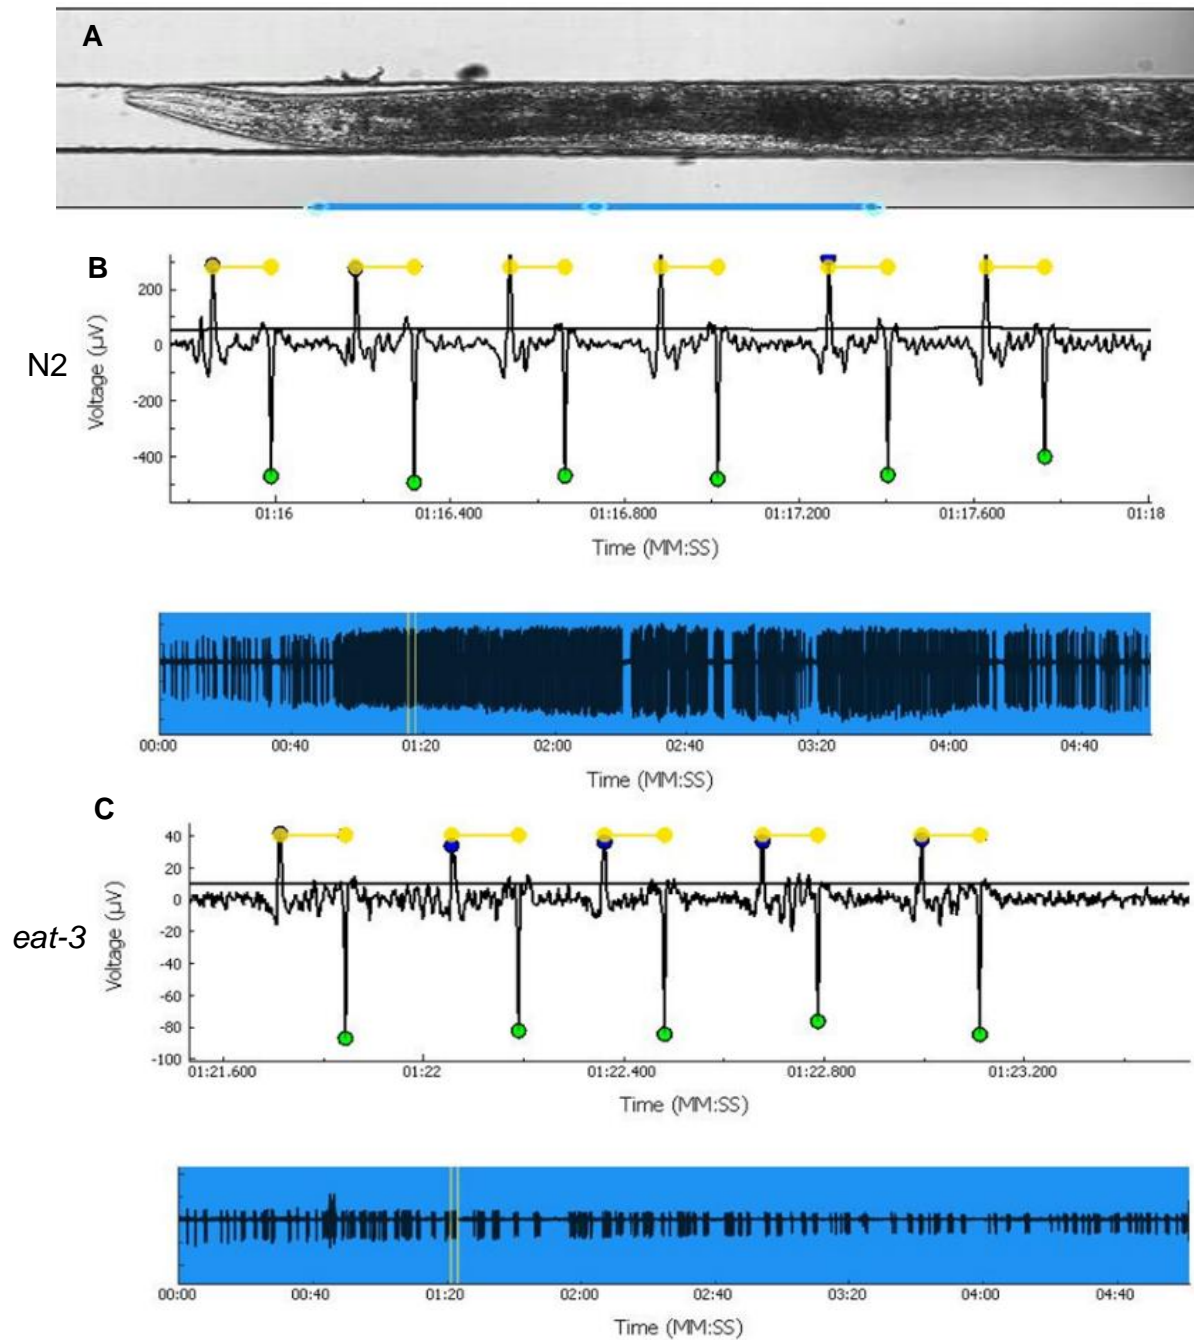 A
B
N2
Voltage (µV)
200
0
-200
-400
01:16 01:16.400 01:16.800 01:17.200 01:17.600 01:18
Time (MM:SS)
00:00 00:40 01:20 02:00 02:40 03:20 04:00 04:40
Time (MM:SS)
C
eat-3
Voltage (µV)
40
20
0
-20
-40
-60
-80
-100
01:21.600 01:22 01:22.400 01:22.800 01:23.200
Time (MM:SS)
00:00 00:40 01:20 02:00 02:40 03:20 04:00 04:40
Time (MM:SS)